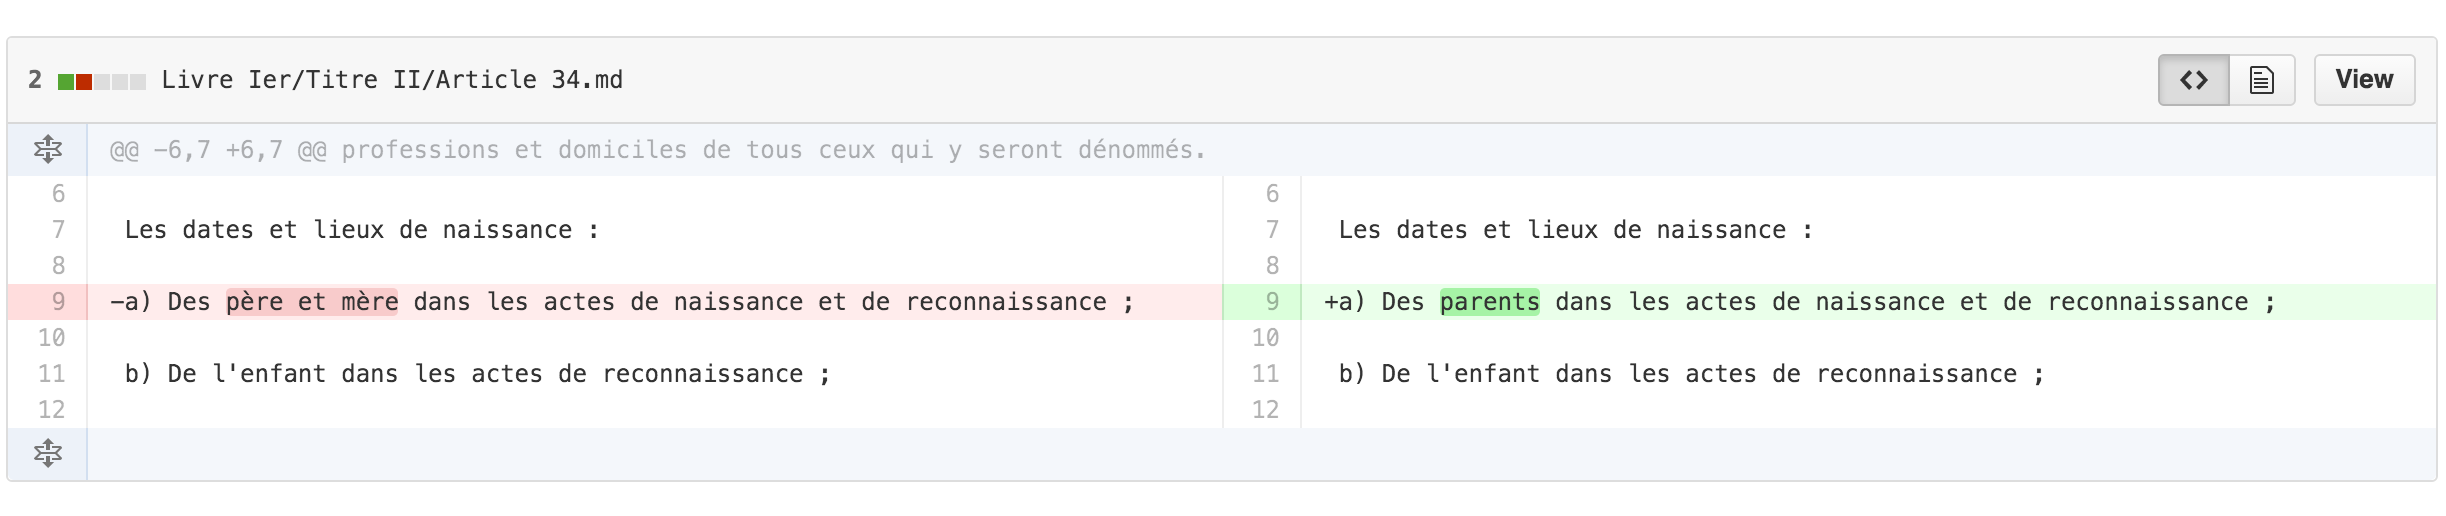 2 Livre Ier/Titre II/Article 34.md View
@@ -6,7 +6,7 @@ professions et domiciles de tous ceux qui y seront dénommés.
6
7 Les dates et lieux de naissance :
8
9 -a) Des père et mère dans les actes de naissance et de reconnaissance ;
10
11 b) De l'enfant dans les actes de reconnaissance ;
12
6
7 Les dates et lieux de naissance :
8
9 +a) Des parents dans les actes de naissance et de reconnaissance ;
10
11 b) De l'enfant dans les actes de reconnaissance ;
12